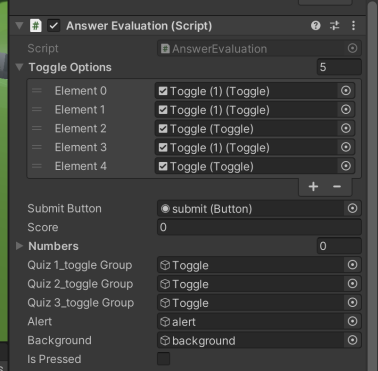 Answer Evaluation (Script)
Script AnswerEvaluation
Toggle Options 5
Element 0 Toggle (1) (Toggle)
Element 1 Toggle (1) (Toggle)
Element 2 Toggle (Toggle)
Element 3 Toggle (1) (Toggle)
Element 4 Toggle (Toggle)
+ −
Submit Button submit (Button)
Score 0
Numbers 0
Quiz 1_toggle Group Toggle
Quiz 2_toggle Group Toggle
Quiz 3_toggle Group Toggle
Alert alert
Background background
Is Pressed